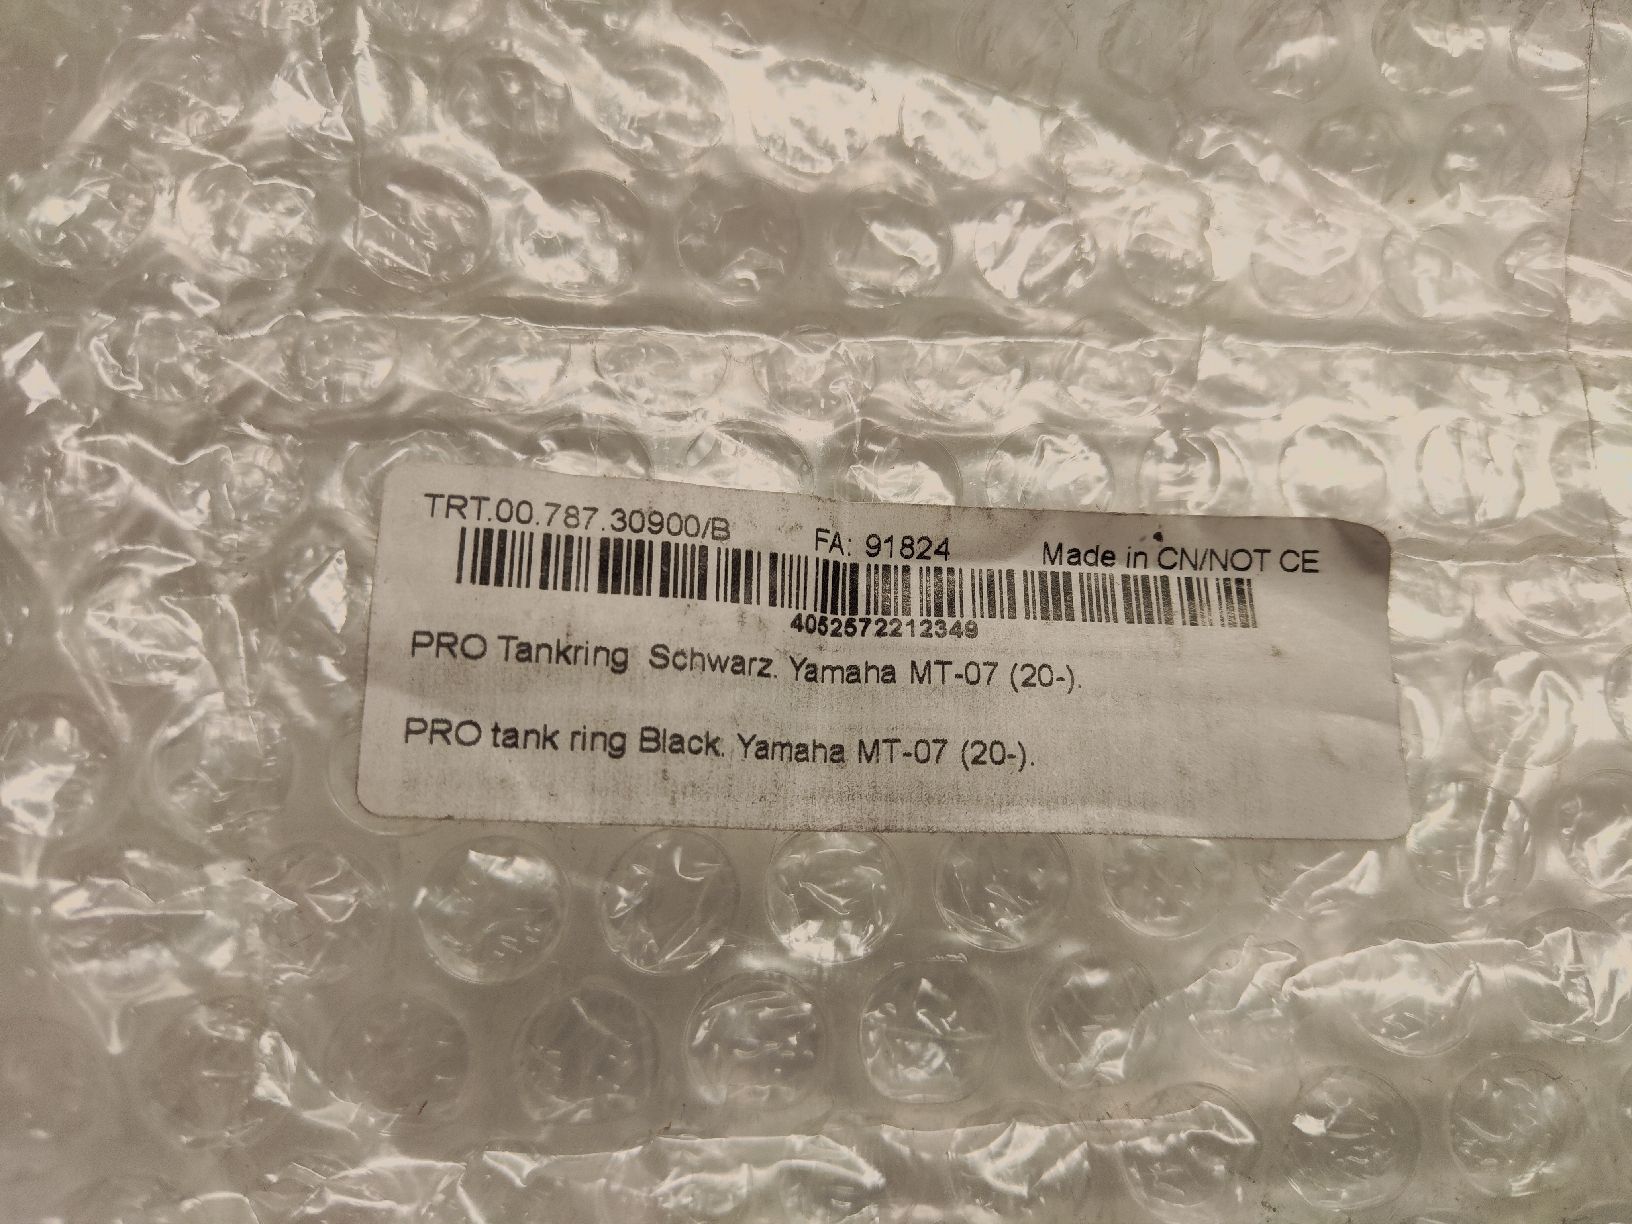 TRT.00.787.30900/B FA: 91824 Made in CN/NOT CE
4052572212349
PRO Tankring Schwarz. Yamaha MT-07 (20-).
PRO tank ring Black. Yamaha MT-07 (20-).